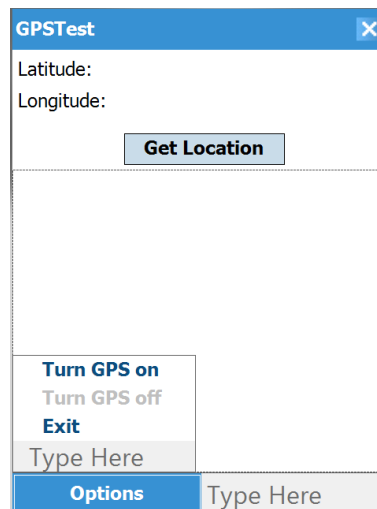 GPSTest
Latitude:
Longitude:
Get Location
Turn GPS on
Turn GPS off
Exit
Type Here
Options Type Here